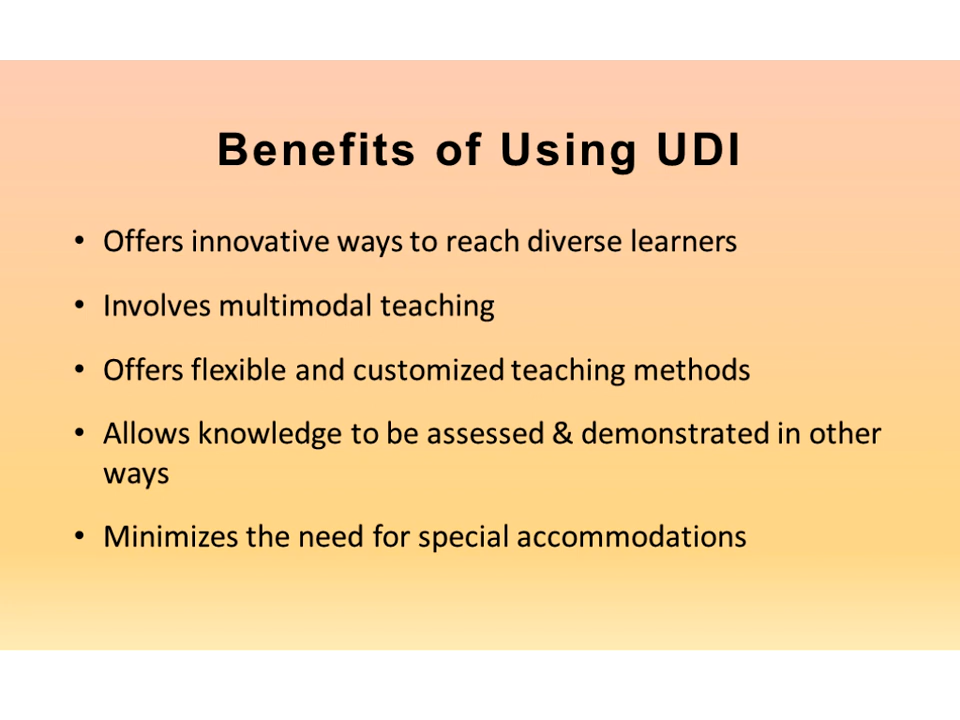 Benefits of Using UDI
• Offers innovative ways to reach diverse learners
• Involves multimodal teaching
• Offers flexible and customized teaching methods
• Allows knowledge to be assessed & demonstrated in other
ways
• Minimizes the need for special accommodations